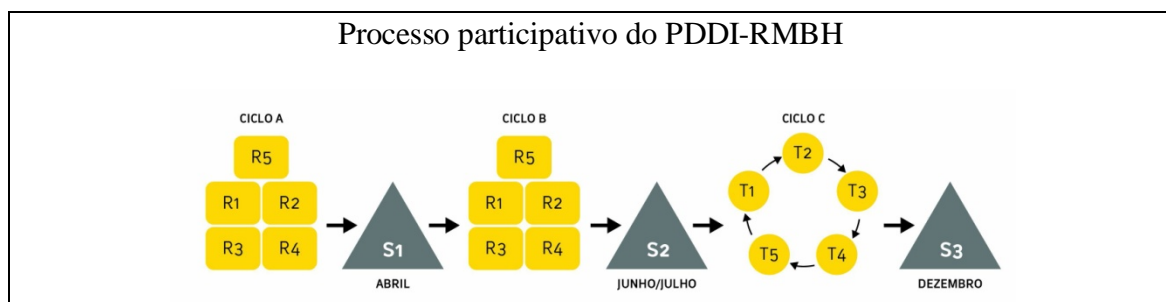 Processo participativo do PDDI-RMBH
CICLO A
CICLO B
CICLO C
R5
R1 R2
R3 R4
S1
ABRIL
R5
R1 R2
R3 R4
S2
JUNHO/JULHO
T2
T1 T3
T5 T4
S3
DEZEMBRO